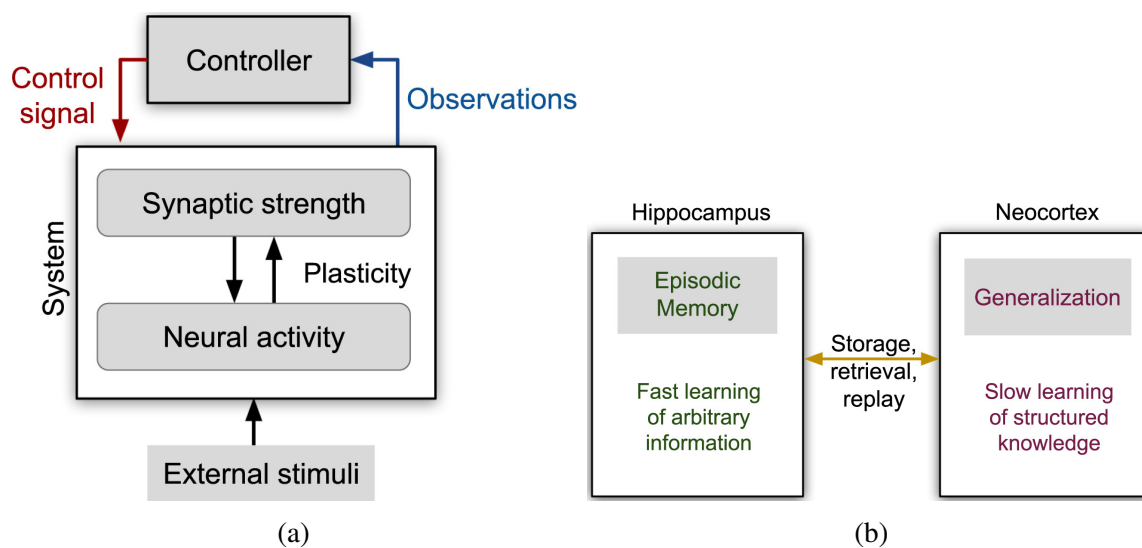 Controller
Control
signal
Observations
System
Synaptic strength
Plasticity
Neural activity
External stimuli
(a)
Hippocampus
Episodic
Memory
Fast learning
of arbitrary
information
Storage,
retrieval,
replay
Neocortex
Generalization
Slow learning
of structured
knowledge
(b)